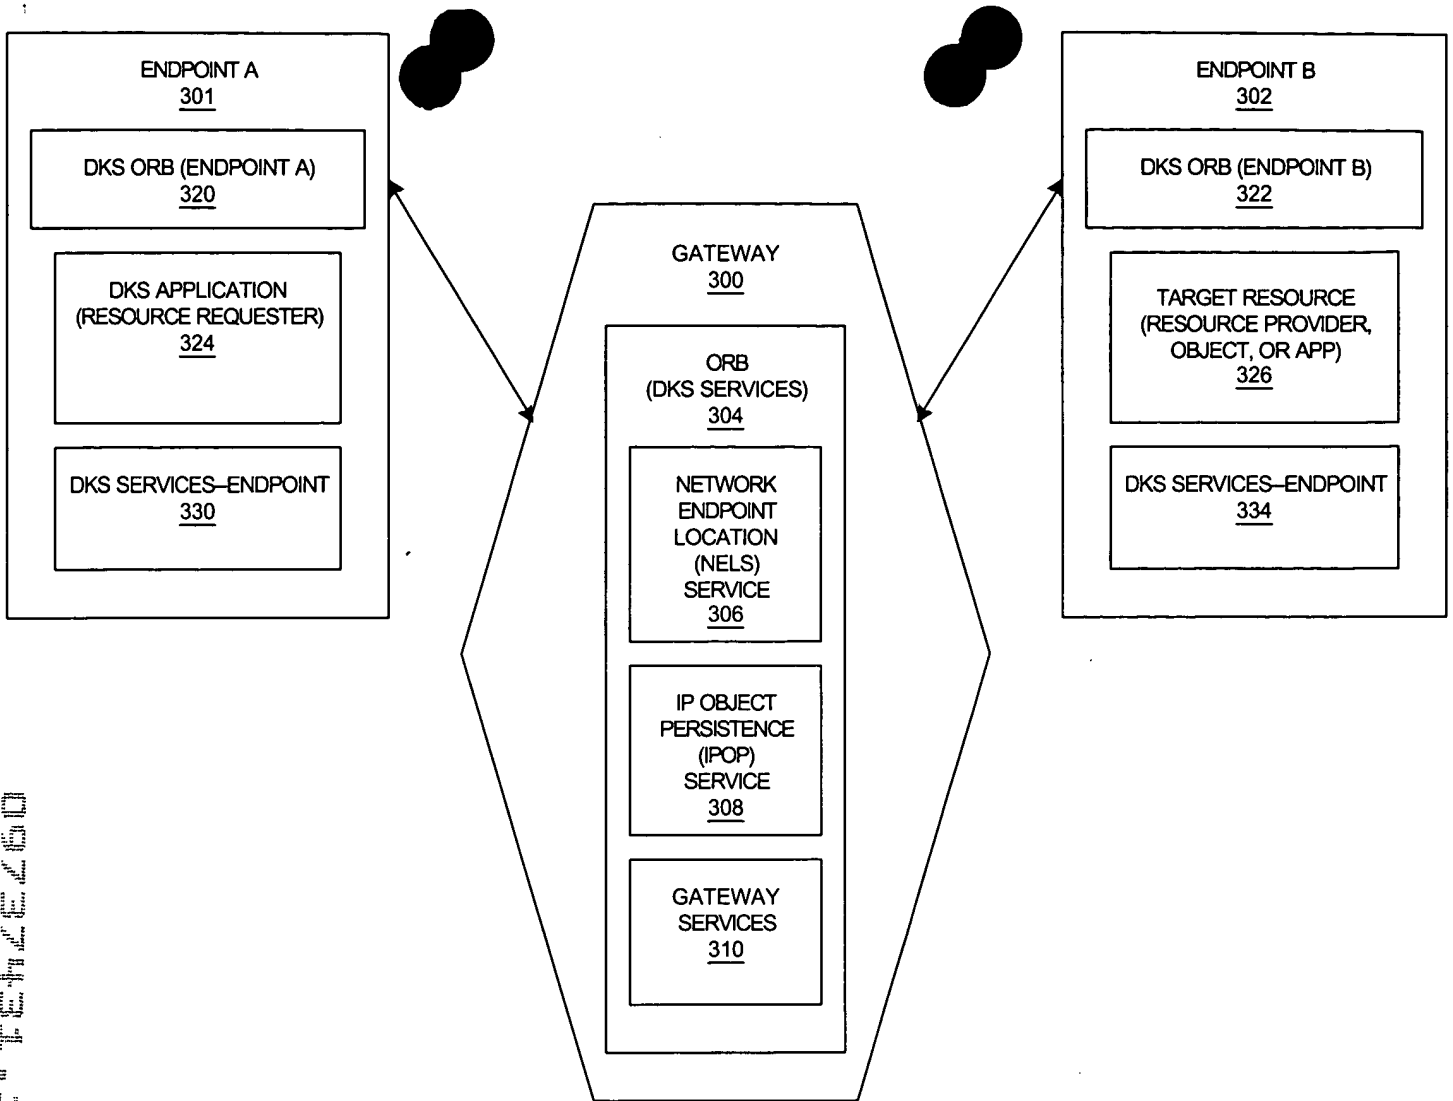 ENDPOINT A
301
DKS ORB (ENDPOINT A)
320
DKS APPLICATION
(RESOURCE REQUESTER)
324
DKS SERVICES–ENDPOINT
330
GATEWAY
300
ORB
(DKS SERVICES)
304
NETWORK
ENDPOINT
LOCATION
(NELS)
SERVICE
306
IP OBJECT
PERSISTENCE
(IPOP)
SERVICE
308
GATEWAY
SERVICES
310
ENDPOINT B
302
DKS ORB (ENDPOINT B)
322
TARGET RESOURCE
(RESOURCE PROVIDER,
OBJECT, OR APP)
326
DKS SERVICES–ENDPOINT
334